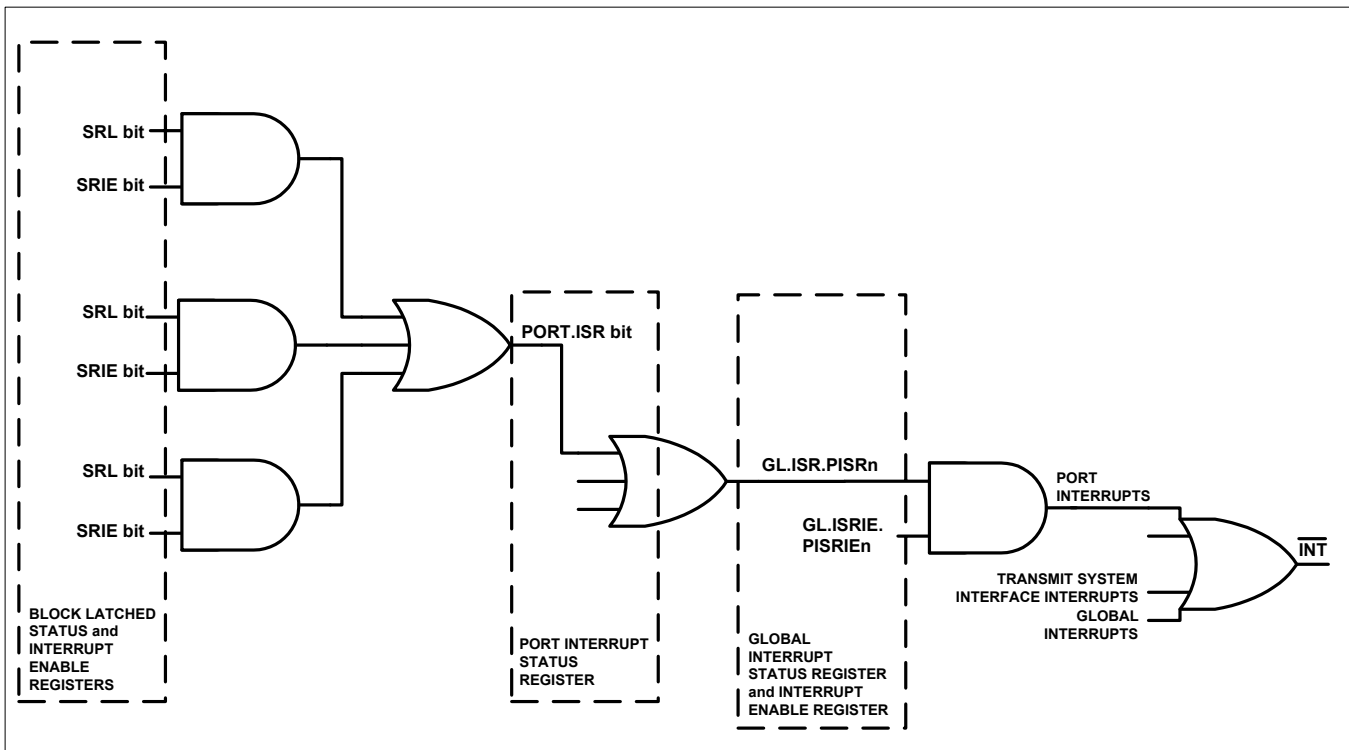 SRL bit
SRIE bit
SRL bit
SRIE bit
SRL bit
SRIE bit
BLOCK LATCHED
STATUS and
INTERRUPT
ENABLE
REGISTERS
PORT.ISR bit
PORT INTERRUPT
STATUS
REGISTER
GL.ISR.PISRn
GL.ISRIE.
PISRIEn
GLOBAL
INTERRUPT
STATUS REGISTER
and INTERRUPT
ENABLE REGISTER
PORT
INTERRUPTS
TRANSMIT SYSTEM
INTERFACE INTERRUPTS
GLOBAL
INTERRUPTS
INT